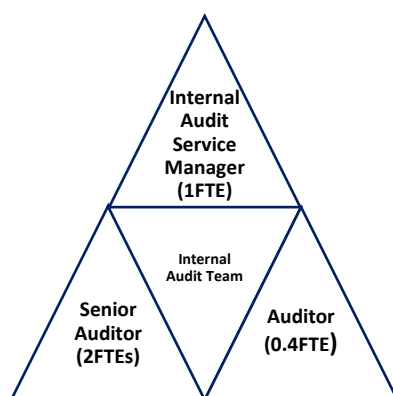 Internal
Audit
Service
Manager
(1FTE)
Internal
Audit Team
Senior
Auditor
(2FTEs)
Auditor
(0.4FTE)